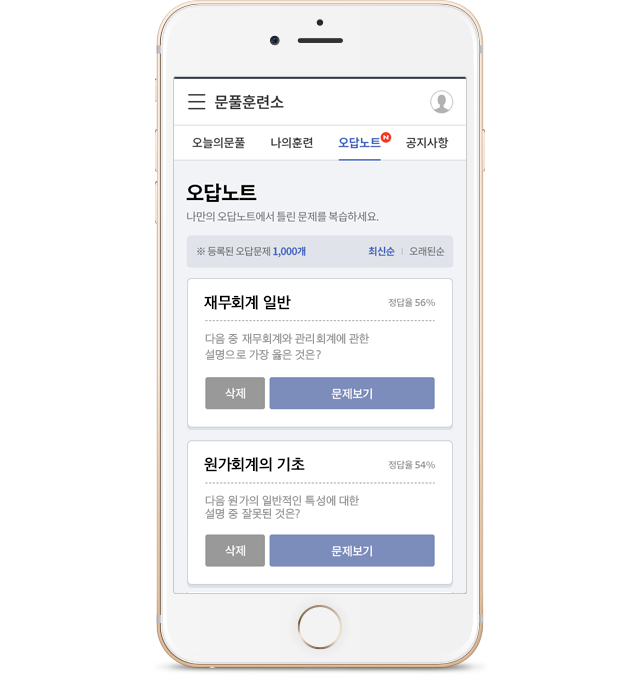 문풀훈련소
오늘의문풀 나의훈련 오답노트 N 공지사항
오답노트
나만의 오답노트에서 틀린 문제를 복습하세요.
※ 등록된 오답문제 1,000개 최신순 | 오래된순
재무회계 일반 정답율 56%
다음 중 재무회계와 관리회계에 관한
설명으로 가장 옳은 것은?
삭제 문제보기
원가회계의 기초 정답율 54%
다음 원가의 일반적인 특성에 대한
설명 중 잘못된 것은?
삭제 문제보기